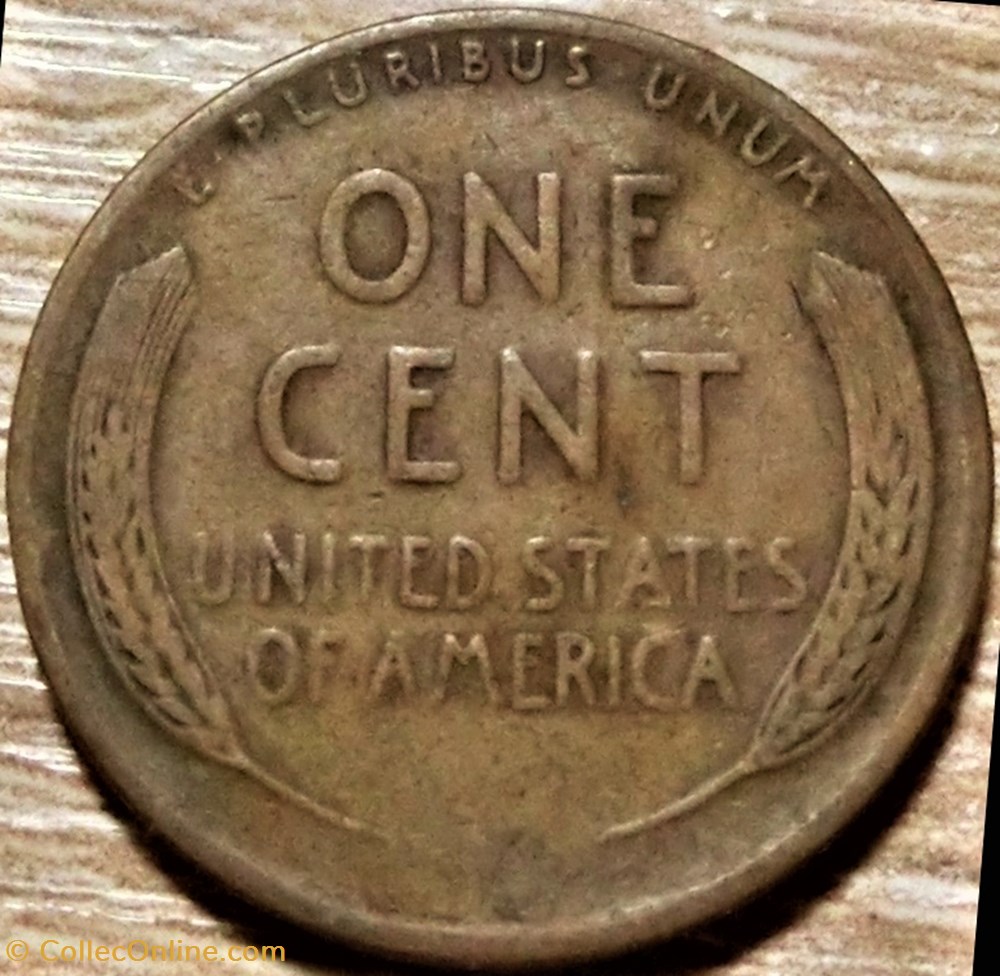 E · PLURIBUS · UNUM
ONE
CENT
UNITED STATES
OF AMERICA
© CollecOnline.com